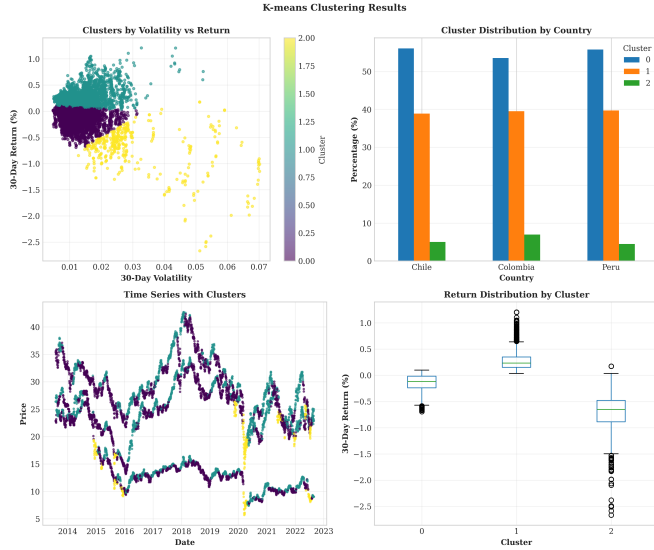 K-means Clustering Results
Clusters by Volatility vs Return
1.0
0.5
0.0
−0.5
−1.0
−1.5
−2.0
−2.5
30-Day Return (%)
0.01 0.02 0.03 0.04 0.05 0.06 0.07
30-Day Volatility
2.00
1.75
1.50
1.25
1.00
0.75
0.50
0.25
0.00
Cluster
Cluster Distribution by Country
Cluster
0
1
2
50
40
30
20
10
0
Percentage (%)
Chile Colombia Peru
Country
Time Series with Clusters
40
35
30
25
20
15
10
5
Price
2014 2015 2016 2017 2018 2019 2020 2021 2022 2023
Date
Return Distribution by Cluster
1.0
0.5
0.0
−0.5
−1.0
−1.5
−2.0
−2.5
30-Day Return (%)
0 1 2
Cluster